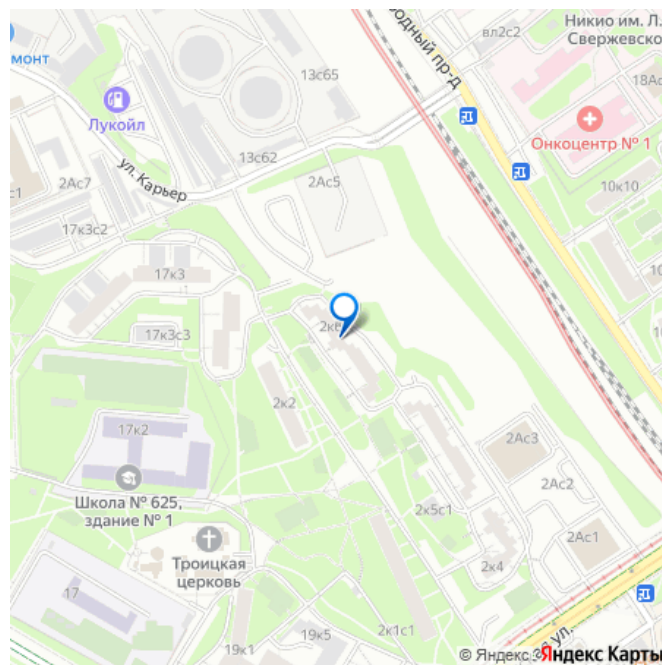 Никио им. Л.
Свержевско
вл2с2
18Ас
монт
13с65
Лукойл
Онкоцентр № 1
13с62
ул. Карьер
2Ас7
2Ас5
10к10
17к3с2
17к3
17к3с3
2к2
17к2
2Ас3
Школа № 625,
здание № 1
2Ас2
2к5с1
Троицкая
церковь
2Ас1
2к4
17
19к1
19к5
2к1с1
ул.
© Яндекс
Яндекс Карты